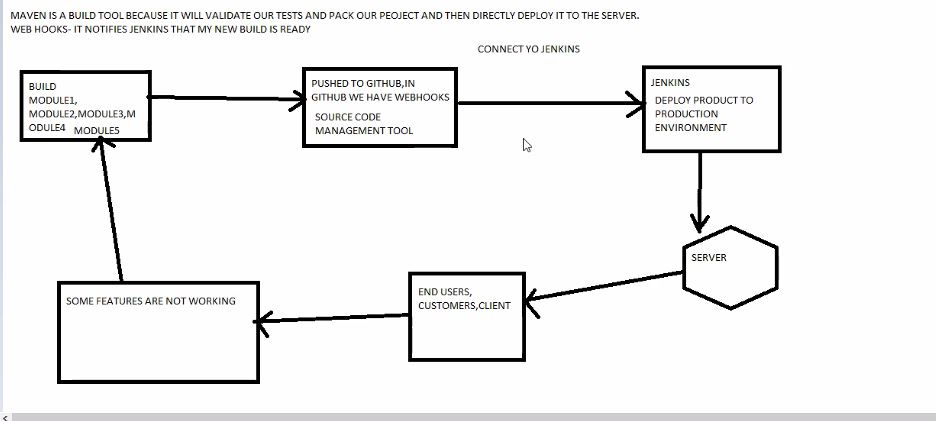 MAVEN IS A BUILD TOOL BECAUSE IT WILL VALIDATE OUR TESTS AND PACK OUR PEOJECT AND THEN DIRECTLY DEPLOY IT TO THE SERVER.
WEB HOOKS- IT NOTIFIES JENKINS THAT MY NEW BUILD IS READY
CONNECT YO JENKINS
BUILD
MODULE1,
MODULE2,MODULE3,M
ODULE4 MODULE5
PUSHED TO GITHUB,IN
GITHUB WE HAVE WEBHOOKS
SOURCE CODE
MANAGEMENT TOOL
JENKINS
DEPLOY PRODUCT TO
PRODUCTION
ENVIRONMENT
SERVER
END USERS,
CUSTOMERS,CLIENT
SOME FEATURES ARE NOT WORKING